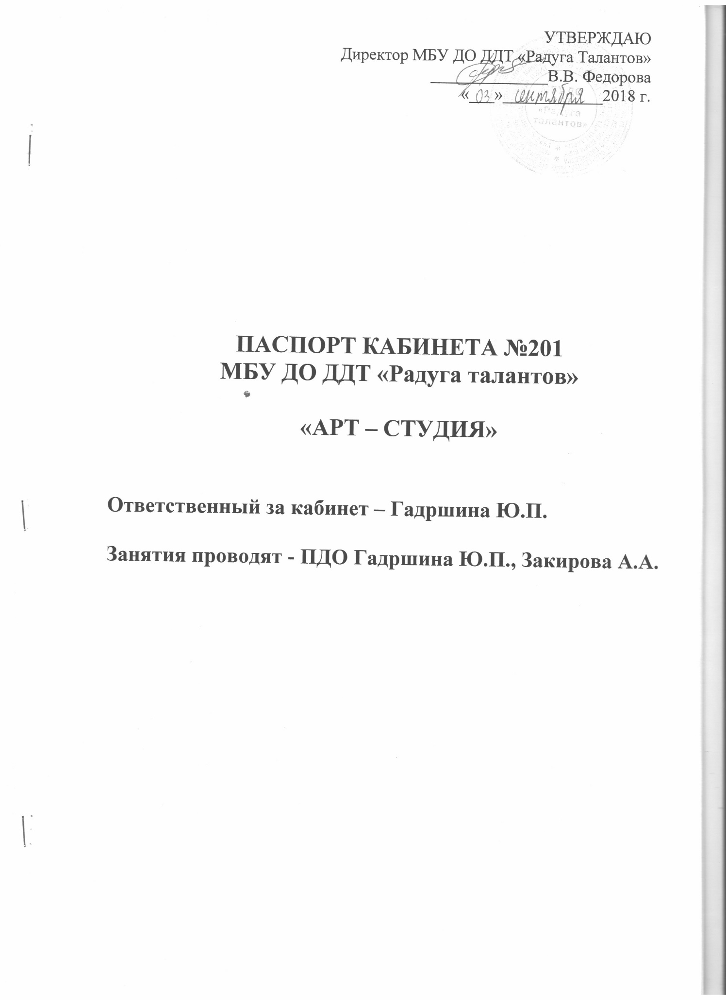 УТВЕРЖДАЮ
Директор МБУ ДО ДДТ «Радуга Талантов»
______________В.В. Федорова
«03» сентября 2018 г.
«Радуга
талантов»
ПАСПОРТ КАБИНЕТА №201
МБУ ДО ДДТ «Радуга талантов»
«АРТ – СТУДИЯ»
Ответственный за кабинет – Гадршина Ю.П.
Занятия проводят - ПДО Гадршина Ю.П., Закирова А.А.